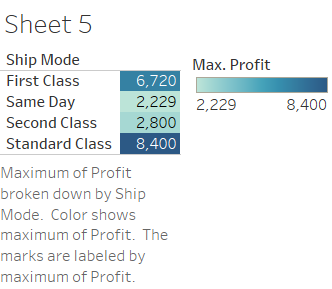 Sheet 5
Ship Mode
First Class 6,720
Same Day 2,229
Second Class 2,800
Standard Class 8,400
Max. Profit
2,229 8,400
Maximum of Profit
broken down by Ship
Mode. Color shows
maximum of Profit. The
marks are labeled by
maximum of Profit.